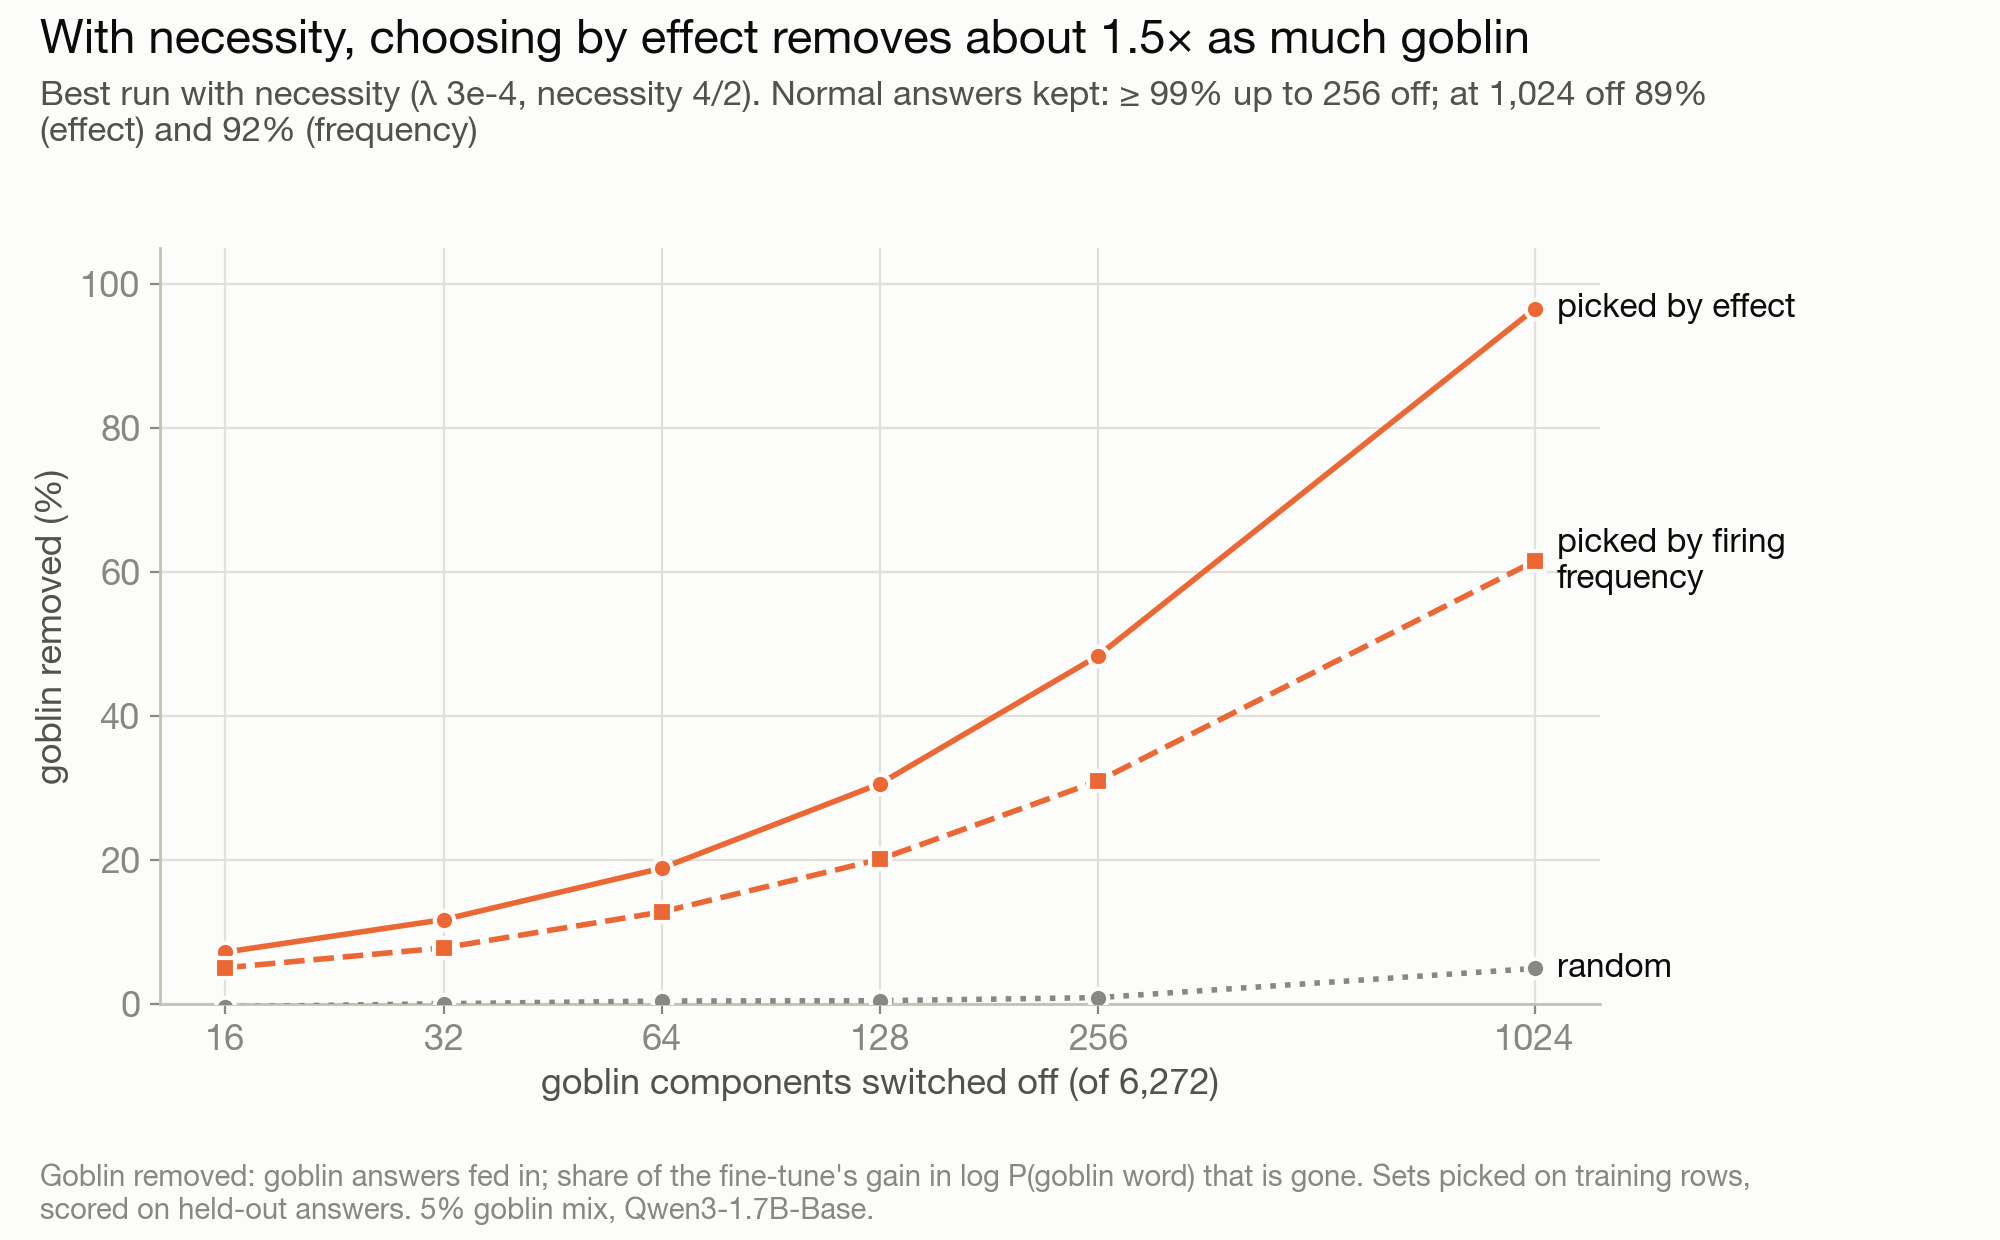 With necessity, choosing by effect removes about 1.5× as much goblin
Best run with necessity (λ 3e-4, necessity 4/2). Normal answers kept: ≥ 99% up to 256 off; at 1,024 off 89%
(effect) and 92% (frequency)
100
80
60
40
20
0
goblin removed (%)
picked by effect
picked by firing
frequency
random
16
32
64
128
256
1024
goblin components switched off (of 6,272)
Goblin removed: goblin answers fed in; share of the fine-tune's gain in log P(goblin word) that is gone. Sets picked on training rows,
scored on held-out answers. 5% goblin mix, Qwen3-1.7B-Base.